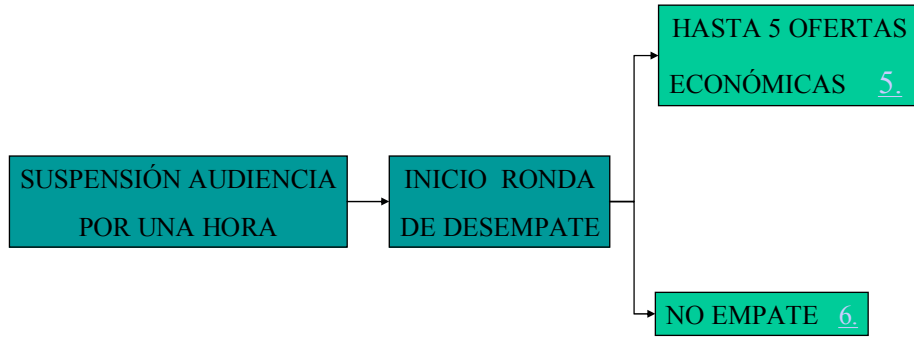 HASTA 5 OFERTAS
ECONÓMICAS 5.
SUSPENSIÓN AUDIENCIA
POR UNA HORA
INICIO RONDA
DE DESEMPATE
NO EMPATE 6.